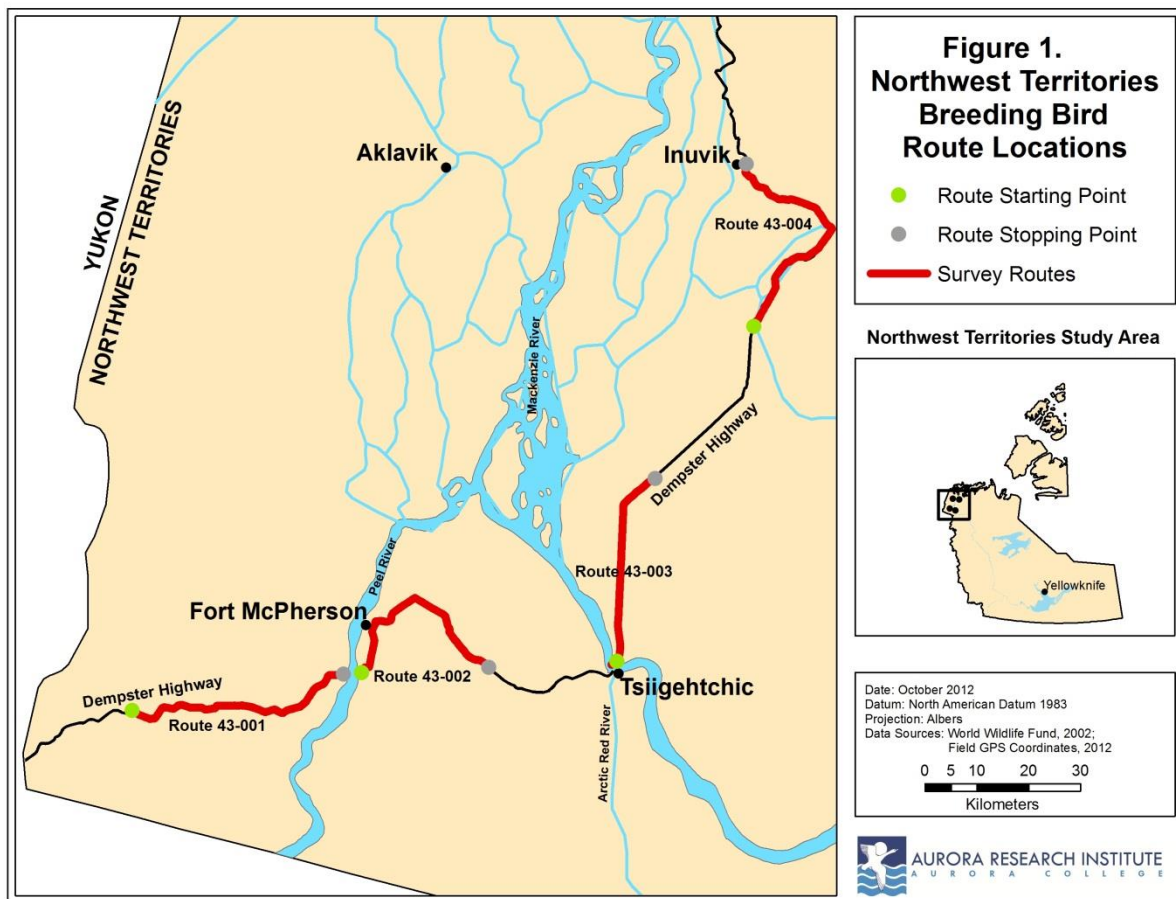 Figure 1.
Northwest Territories
Breeding Bird
Route Locations
Route Starting Point
Route Stopping Point
Survey Routes
Northwest Territories Study Area
Yellowknife
Date: October 2012
Datum: North American Datum 1983
Projection: Albers
Data Sources: World Wildlife Fund, 2002;
Field GPS Coordinates, 2012
0 5 10 20 30
Kilometers
AURORA RESEARCH INSTITUTE
AURORA COLLEGE
YUKON
NORTHWEST TERRITORIES
Aklavik
Inuvik
Route 43-004
Mackenzie River
Dempster Highway
Route 43-003
Peel River
Fort McPherson
Route 43-002
Tsiigehtchic
Dempster Highway
Route 43-001
Arctic Red River